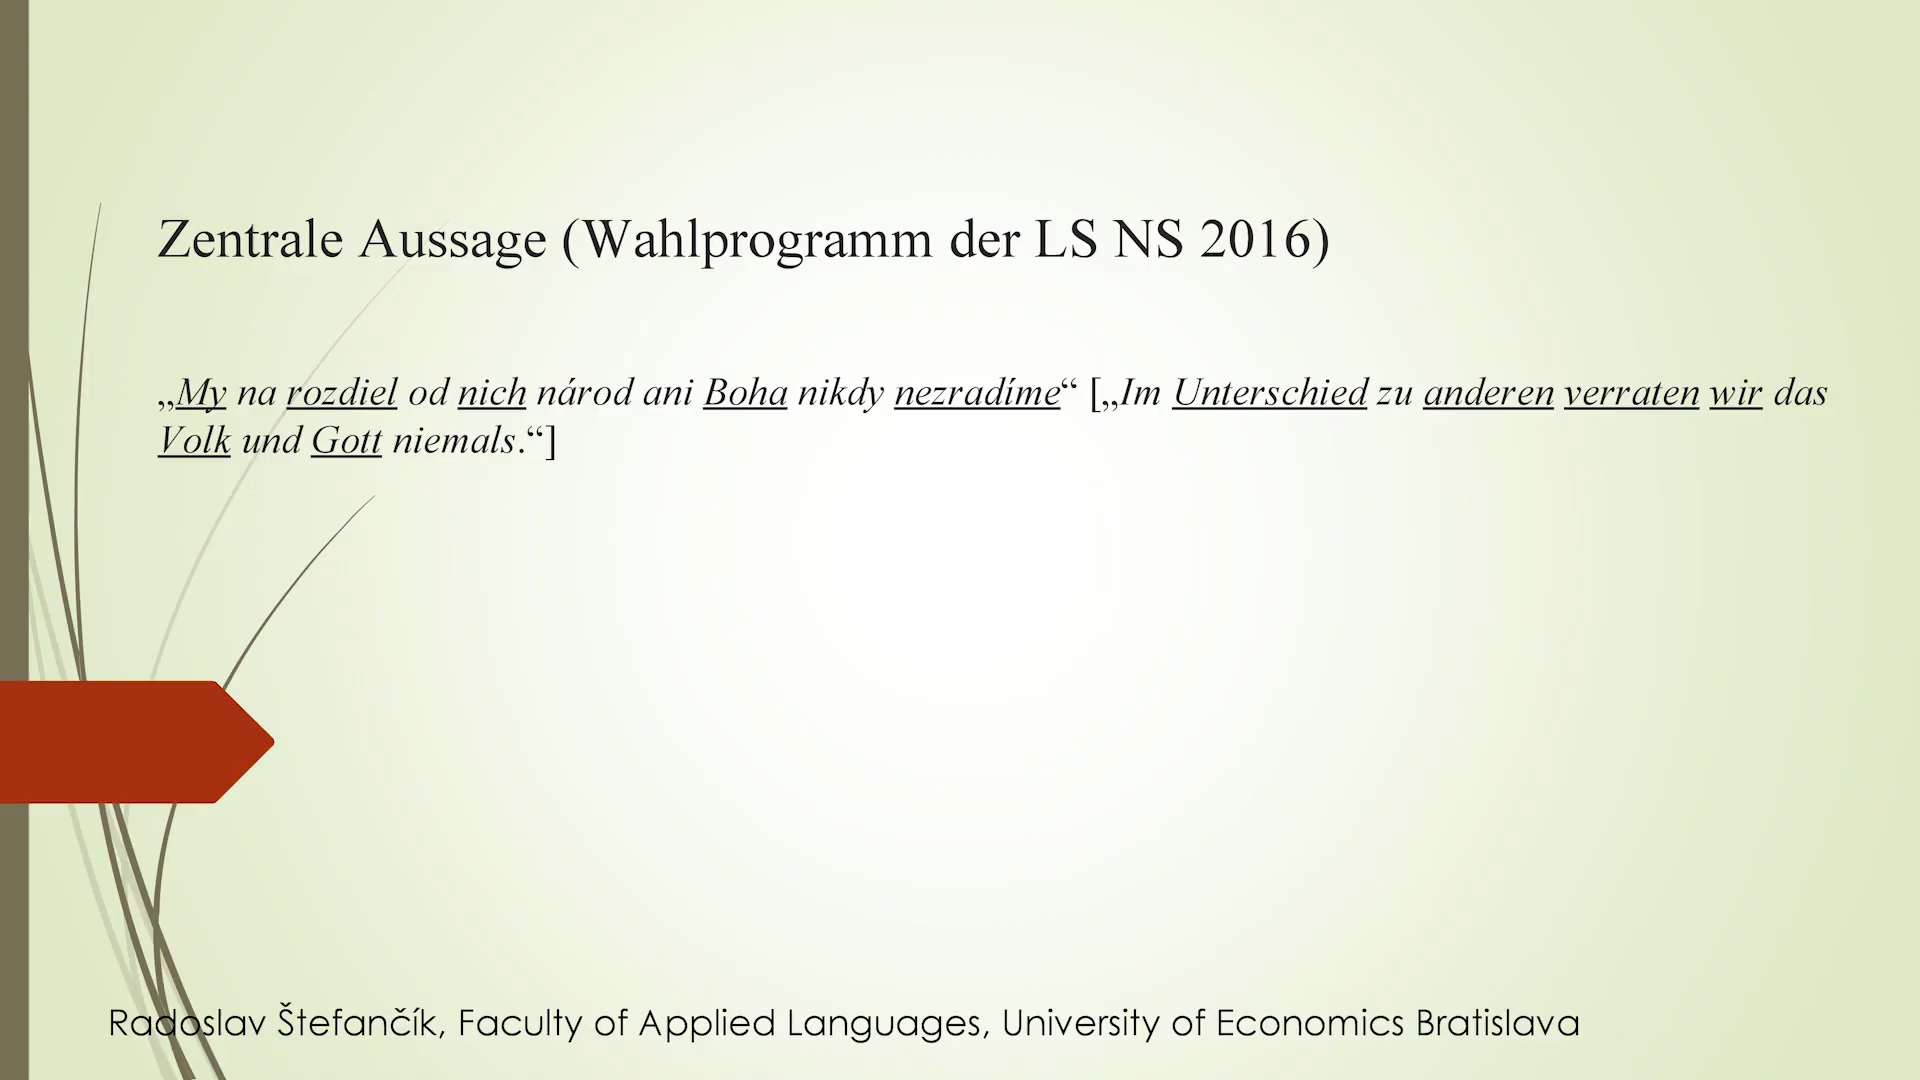 Zentrale Aussage (Wahlprogramm der LS NS 2016)
„My na rozdiel od nich národ ani Boha nikdy nezradíme“ [„Im Unterschied zu anderen verraten wir das
Volk und Gott niemals.“]
Radoslav Štefančík, Faculty of Applied Languages, University of Economics Bratislava